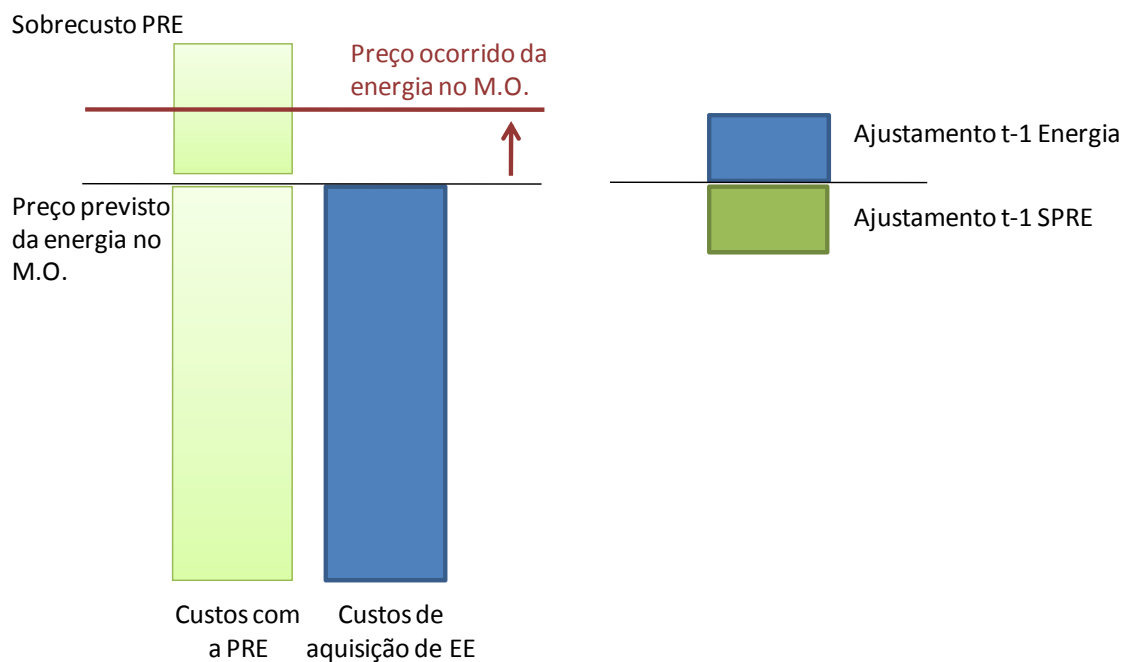 Sobrecusto PRE
Preço ocorrido da
energia no M.O.
Ajustamento t-1 Energia
Preço previsto
da energia no
M.O.
Ajustamento t-1 SPRE
Custos com
a PRE
Custos de
aquisição de EE